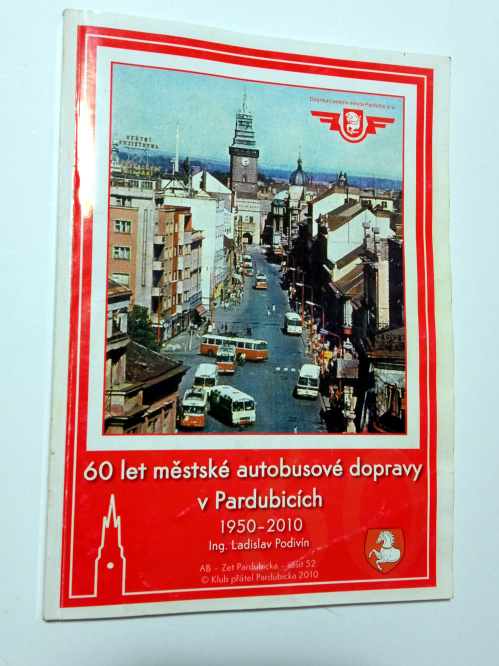 Dopravní podnik města Pardubic a.s.
STÁTNÍ
60 let městské autobusové dopravy
v Pardubicích
1950-2010
Ing. Ladislav Podivín
AB - Zet Pardubicka - sešit 52
© Klub přátel Pardubicka 2010